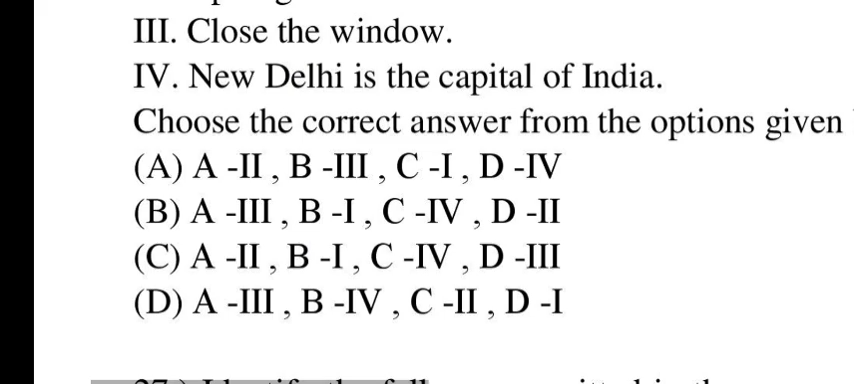 III. Close the window.
IV. New Delhi is the capital of India.
Choose the correct answer from the options given
(A) A -II , B -III , C -I , D -IV
(B) A -III , B -I , C -IV , D -II
(C) A -II , B -I , C -IV , D -III
(D) A -III , B -IV , C -II , D -I